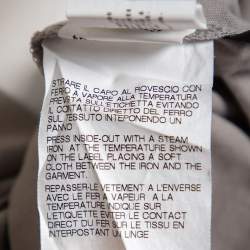 STIRARE IL CAPO AL ROVESCIO CON
FERRO A VAPORE ALLA TEMPERATURA
PREVISTA SULL'ETICHETTA EVITANDO
IL CONTATTO DIRETTO DEL FERRO
SUL TESSUTO INTEPONENDO UN
PANNO
PRESS INSIDE-OUT WITH A STEAM
IRON AT THE TEMPERATURE SHOWN
ON THE LABEL PLACING A SOFT
CLOTH BETWEEN THE IRON AND THE
GARMENT.
REPASSER LE VETEMENT A L'ENVERSE
AVEC LE FER A VAPEUR A LA
TEMPERATURE INDIQUE SUR
L'ETIQUETTE EVITER LE CONTACT
DIRECT DU FER SUR LE TISSU EN
INTERPOSTANT UN LINGE